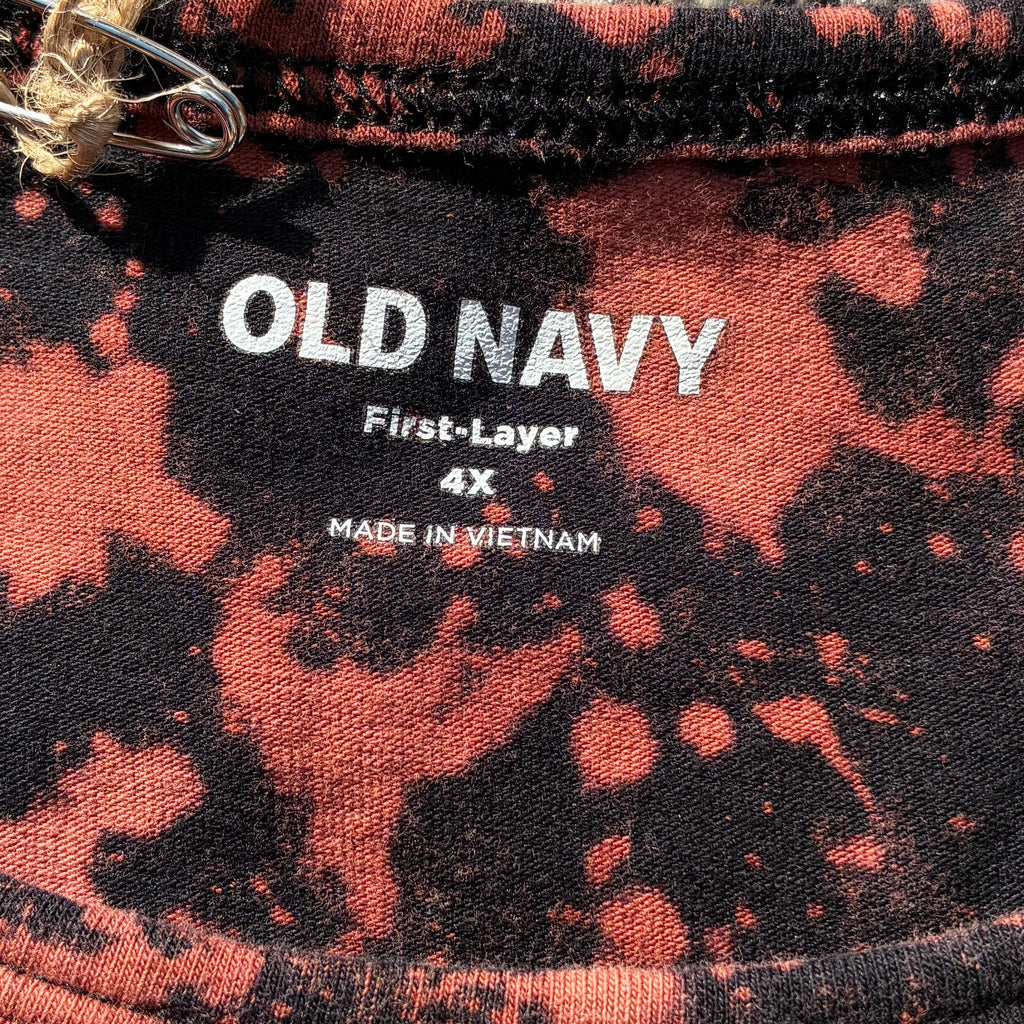 OLD NAVY
First-Layer
4X
MADE IN VIETNAM